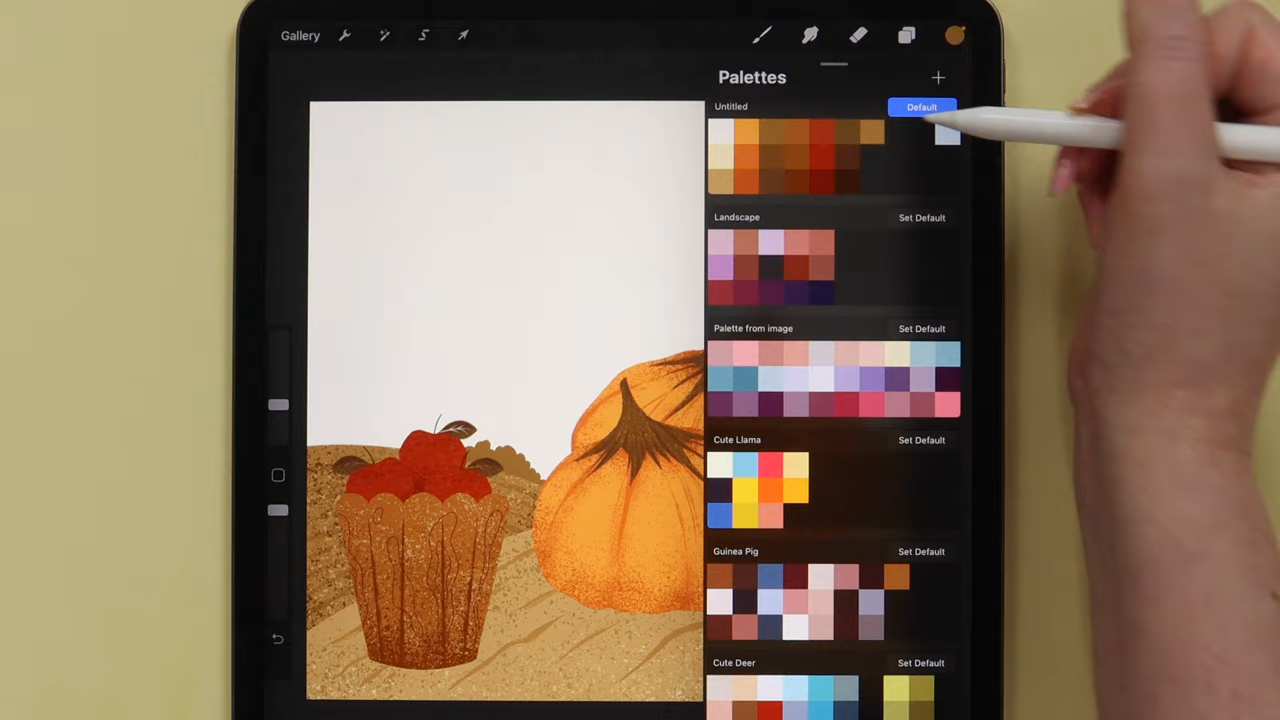 Gallery
Palettes
Untitled
Default
Landscape
Set Default
Palette from image
Set Default
Cute Llama
Set Default
Guinea Pig
Set Default
Cute Deer
Set Default